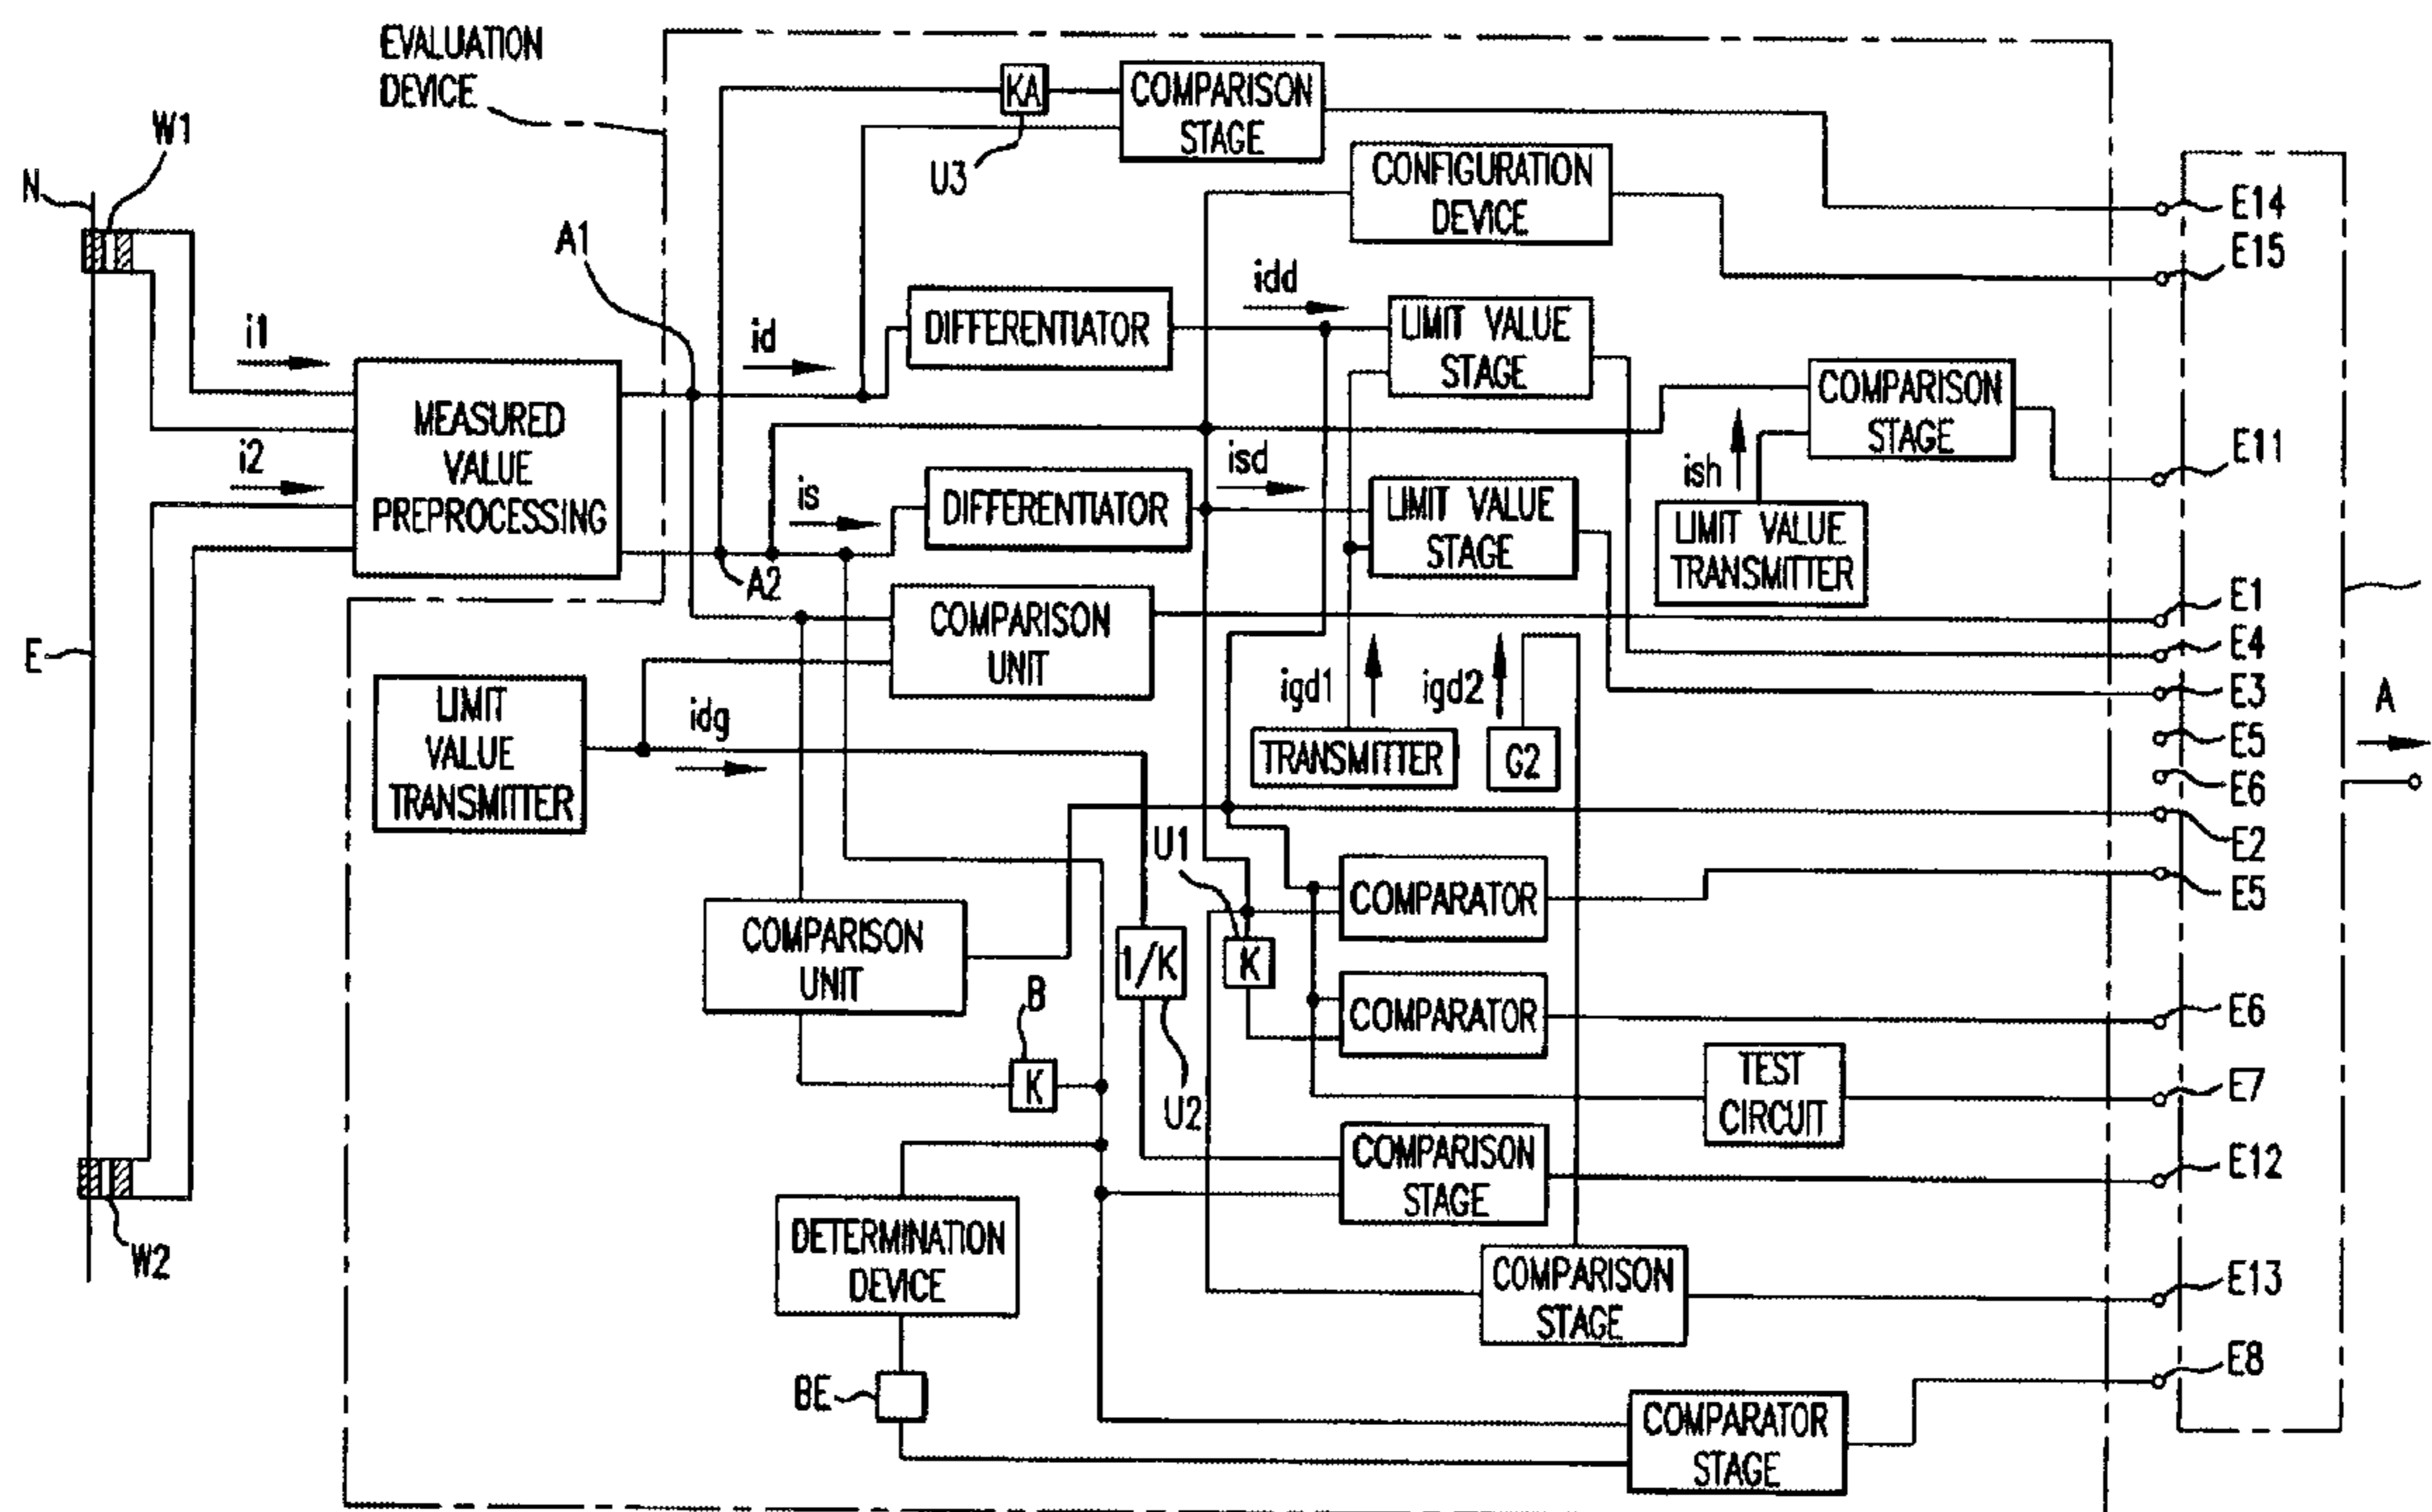 EVALUATION
DEVICE
W1
N
KA
COMPARISON
STAGE
U3
CONFIGURATION
DEVICE
E14
E15
A1
i1
id
DIFFERENTIATOR
idd
LIMIT VALUE
STAGE
COMPARISON
STAGE
MEASURED
VALUE
PREPROCESSING
i2
is
DIFFERENTIATOR
isd
LIMIT VALUE
STAGE
ish
LIMIT VALUE
TRANSMITTER
E11
A2
E
COMPARISON
UNIT
E1
E4
E3
LIMIT
VALUE
TRANSMITTER
idg
igd1
igd2
TRANSMITTER
G2
E5
E6
A
E2
E5
U1
COMPARATOR
COMPARISON
UNIT
1/K
K
B
K
U2
COMPARATOR
E6
TEST
CIRCUIT
E7
COMPARISON
STAGE
E12
W2
DETERMINATION
DEVICE
COMPARISON
STAGE
E13
BE
COMPARATOR
STAGE
E8